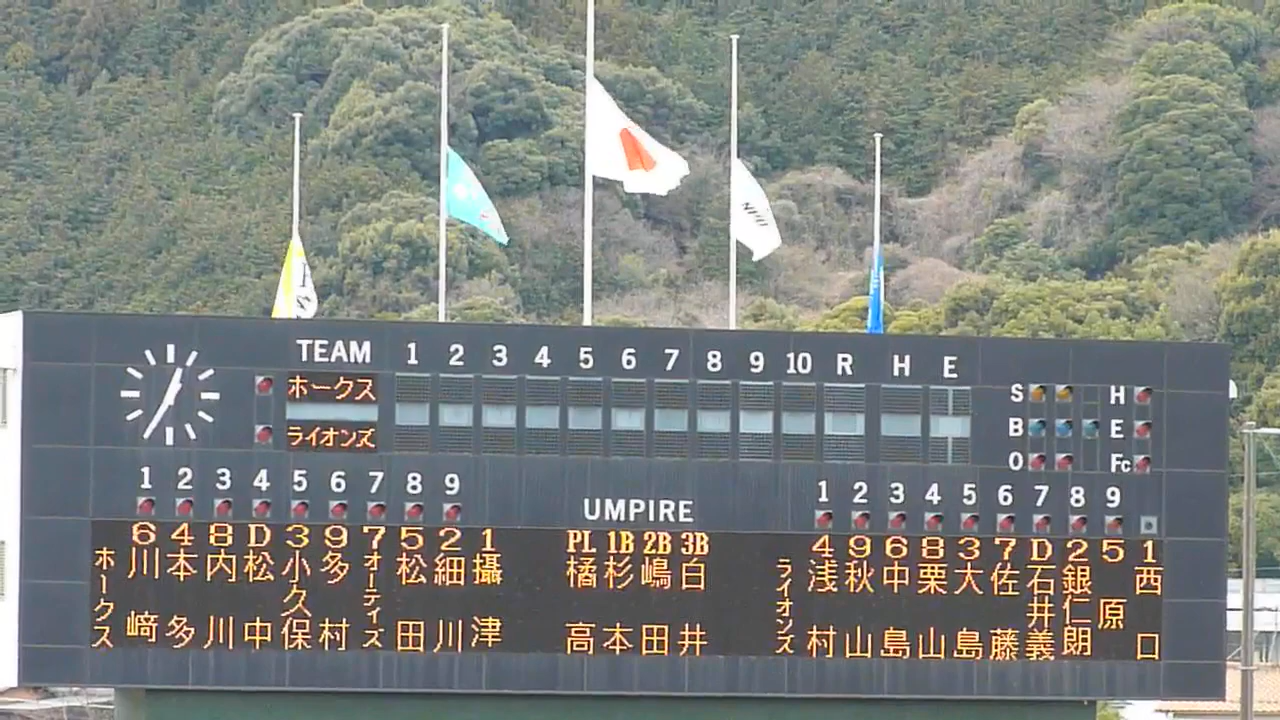 TEAM 1 2 3 4 5 6 7 8 9 10 R H E
ホークス
ライオンズ
S H
B E
O Fc
1 2 3 4 5 6 7 8 9
UMPIRE
1 2 3 4 5 6 7 8 9
ホークス
6 川﨑
4 本多
8 内川
D 松中
3 小久保
9 多村
7 オーティズ
5 松田
2 細川
1 攝津
PL 橘高
1B 杉本
2B 嶋田
3B 白井
ライオンズ
4 浅村
9 秋山
6 中島
8 栗山
3 大島
7 佐藤
D 石井義
2 銀仁朗
5 原
1 西口